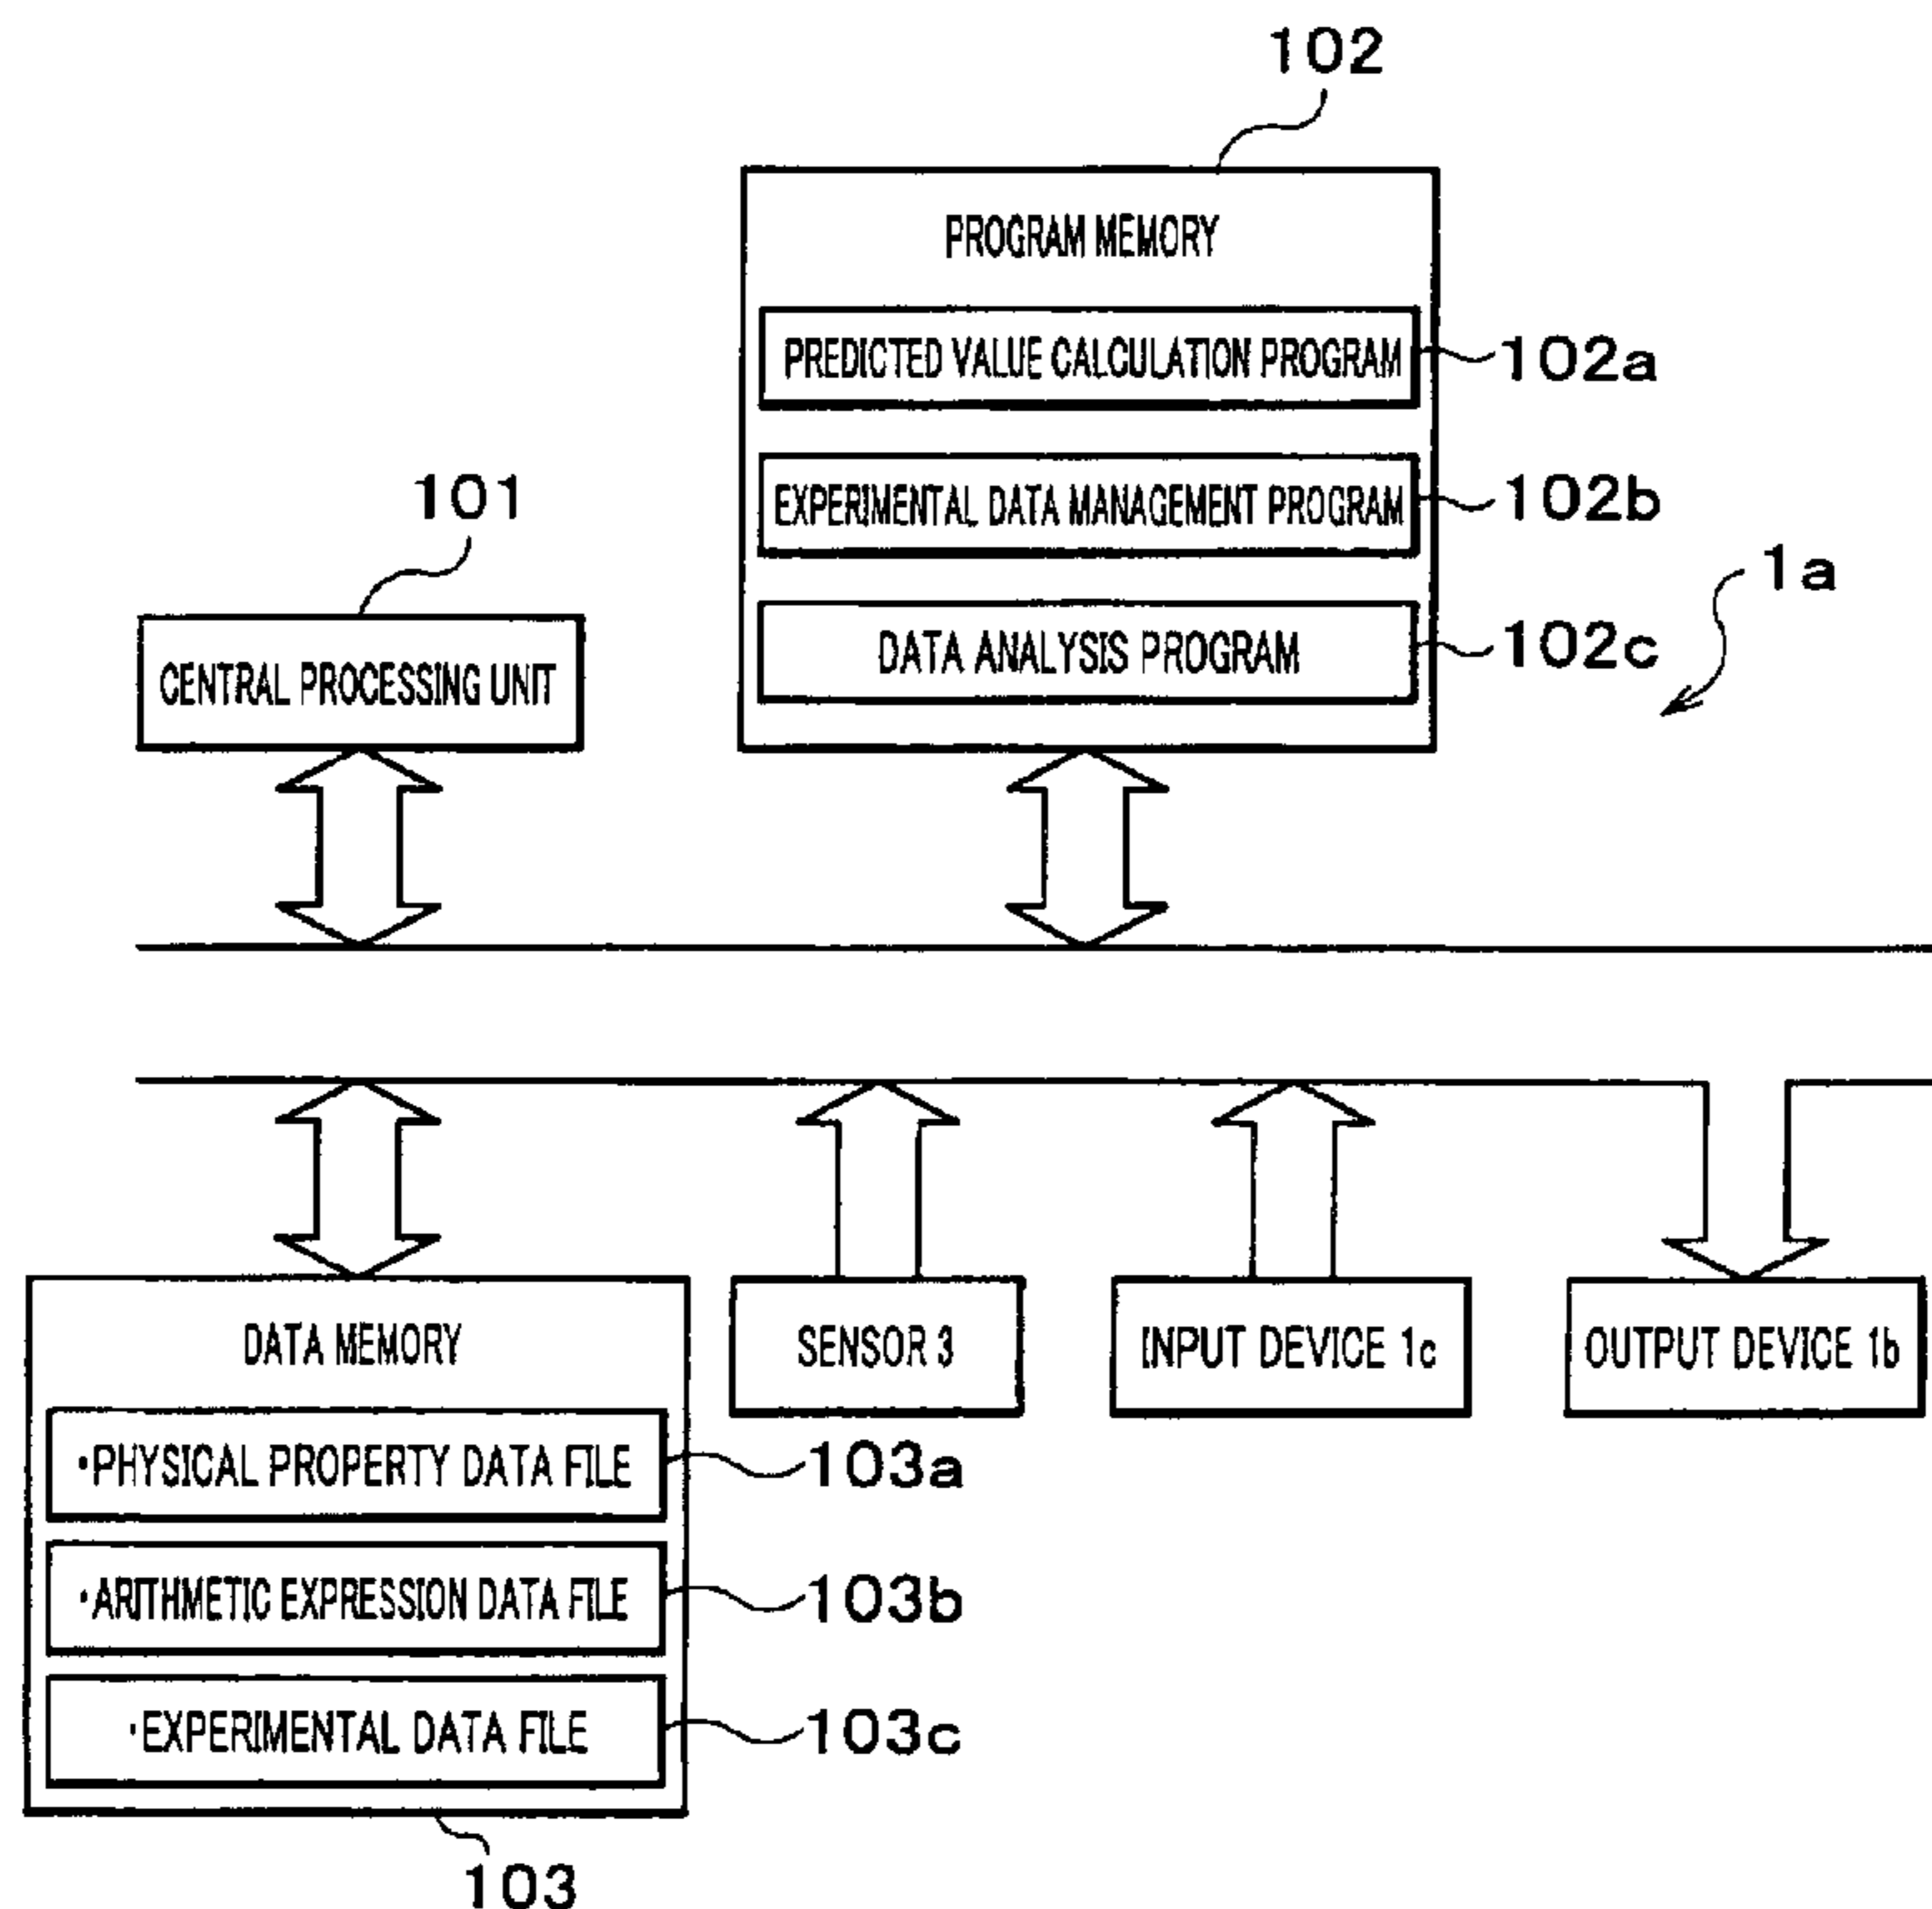 102
PROGRAM MEMORY
PREDICTED VALUE CALCULATION PROGRAM
102a
EXPERIMENTAL DATA MANAGEMENT PROGRAM
102b
DATA ANALYSIS PROGRAM
102c
1a
101
CENTRAL PROCESSING UNIT
DATA MEMORY
・PHYSICAL PROPERTY DATA FILE
103a
・ARITHMETIC EXPRESSION DATA FILE
103b
・EXPERIMENTAL DATA FILE
103c
103
SENSOR 3
INPUT DEVICE 1c
OUTPUT DEVICE 1b